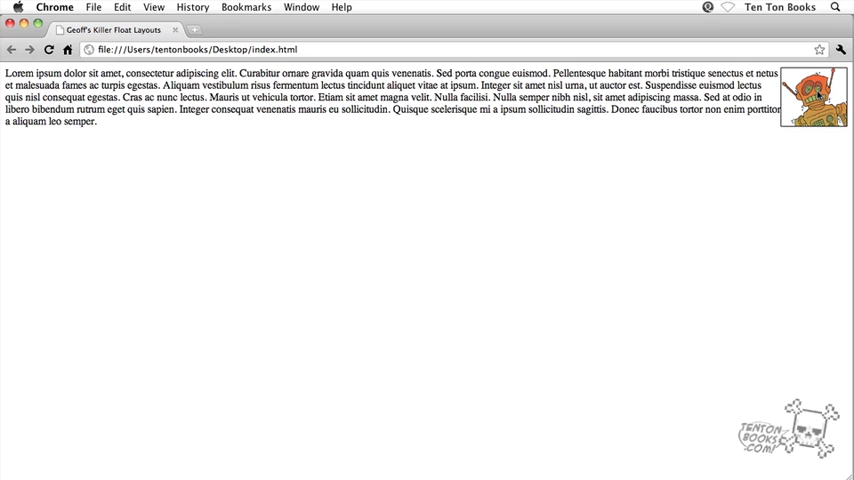 Chrome File Edit View History Bookmarks Window Help Ten Ton Books
Geoff's Killer Float Layouts
file:///Users/tentonbooks/Desktop/index.html
Lorem ipsum dolor sit amet, consectetur adipiscing elit. Curabitur ornare gravida quam quis venenatis. Sed porta congue euismod. Pellentesque habitant morbi tristique senectus et netus
et malesuada fames ac turpis egestas. Aliquam vestibulum risus fermentum lectus tincidunt aliquet vitae at ipsum. Integer sit amet nisl urna, ut auctor est. Suspendisse euismod lectus
quis nisl consequat egestas. Cras ac nunc lectus. Mauris ut vehicula tortor. Etiam sit amet magna velit. Nulla facilisi. Nulla semper nibh nisl, sit amet adipiscing massa. Sed at odio in
libero bibendum rutrum eget quis sapien. Integer consequat venenatis mauris eu sollicitudin. Quisque scelerisque mi a ipsum sollicitudin sagittis. Donec faucibus tortor non enim porttitor
a aliquam leo semper.
TENTON
BOOKS
.COM!